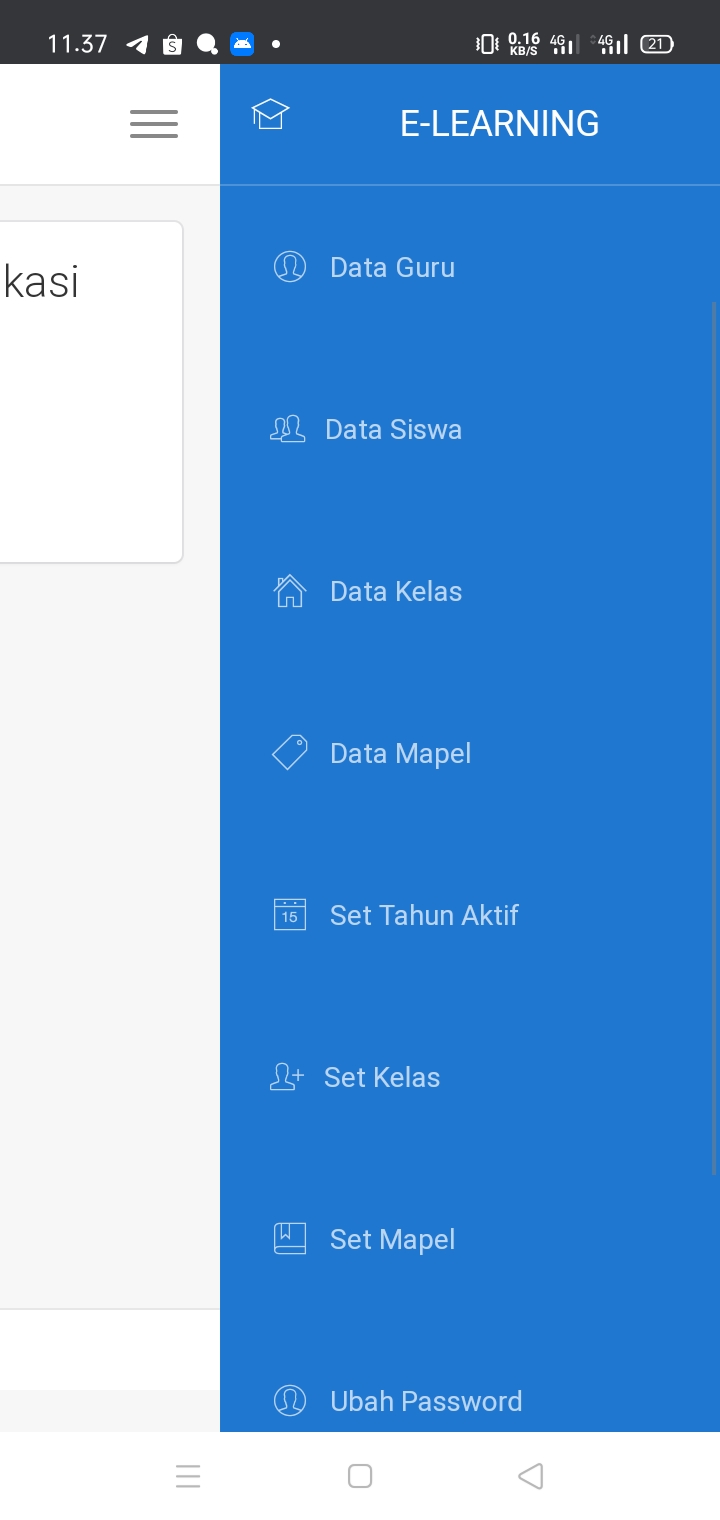 11.37
S
0.16
KB/S
4G
4G
21
E-LEARNING
kasi
Data Guru
Data Siswa
Data Kelas
Data Mapel
15
Set Tahun Aktif
Set Kelas
Set Mapel
Ubah Password